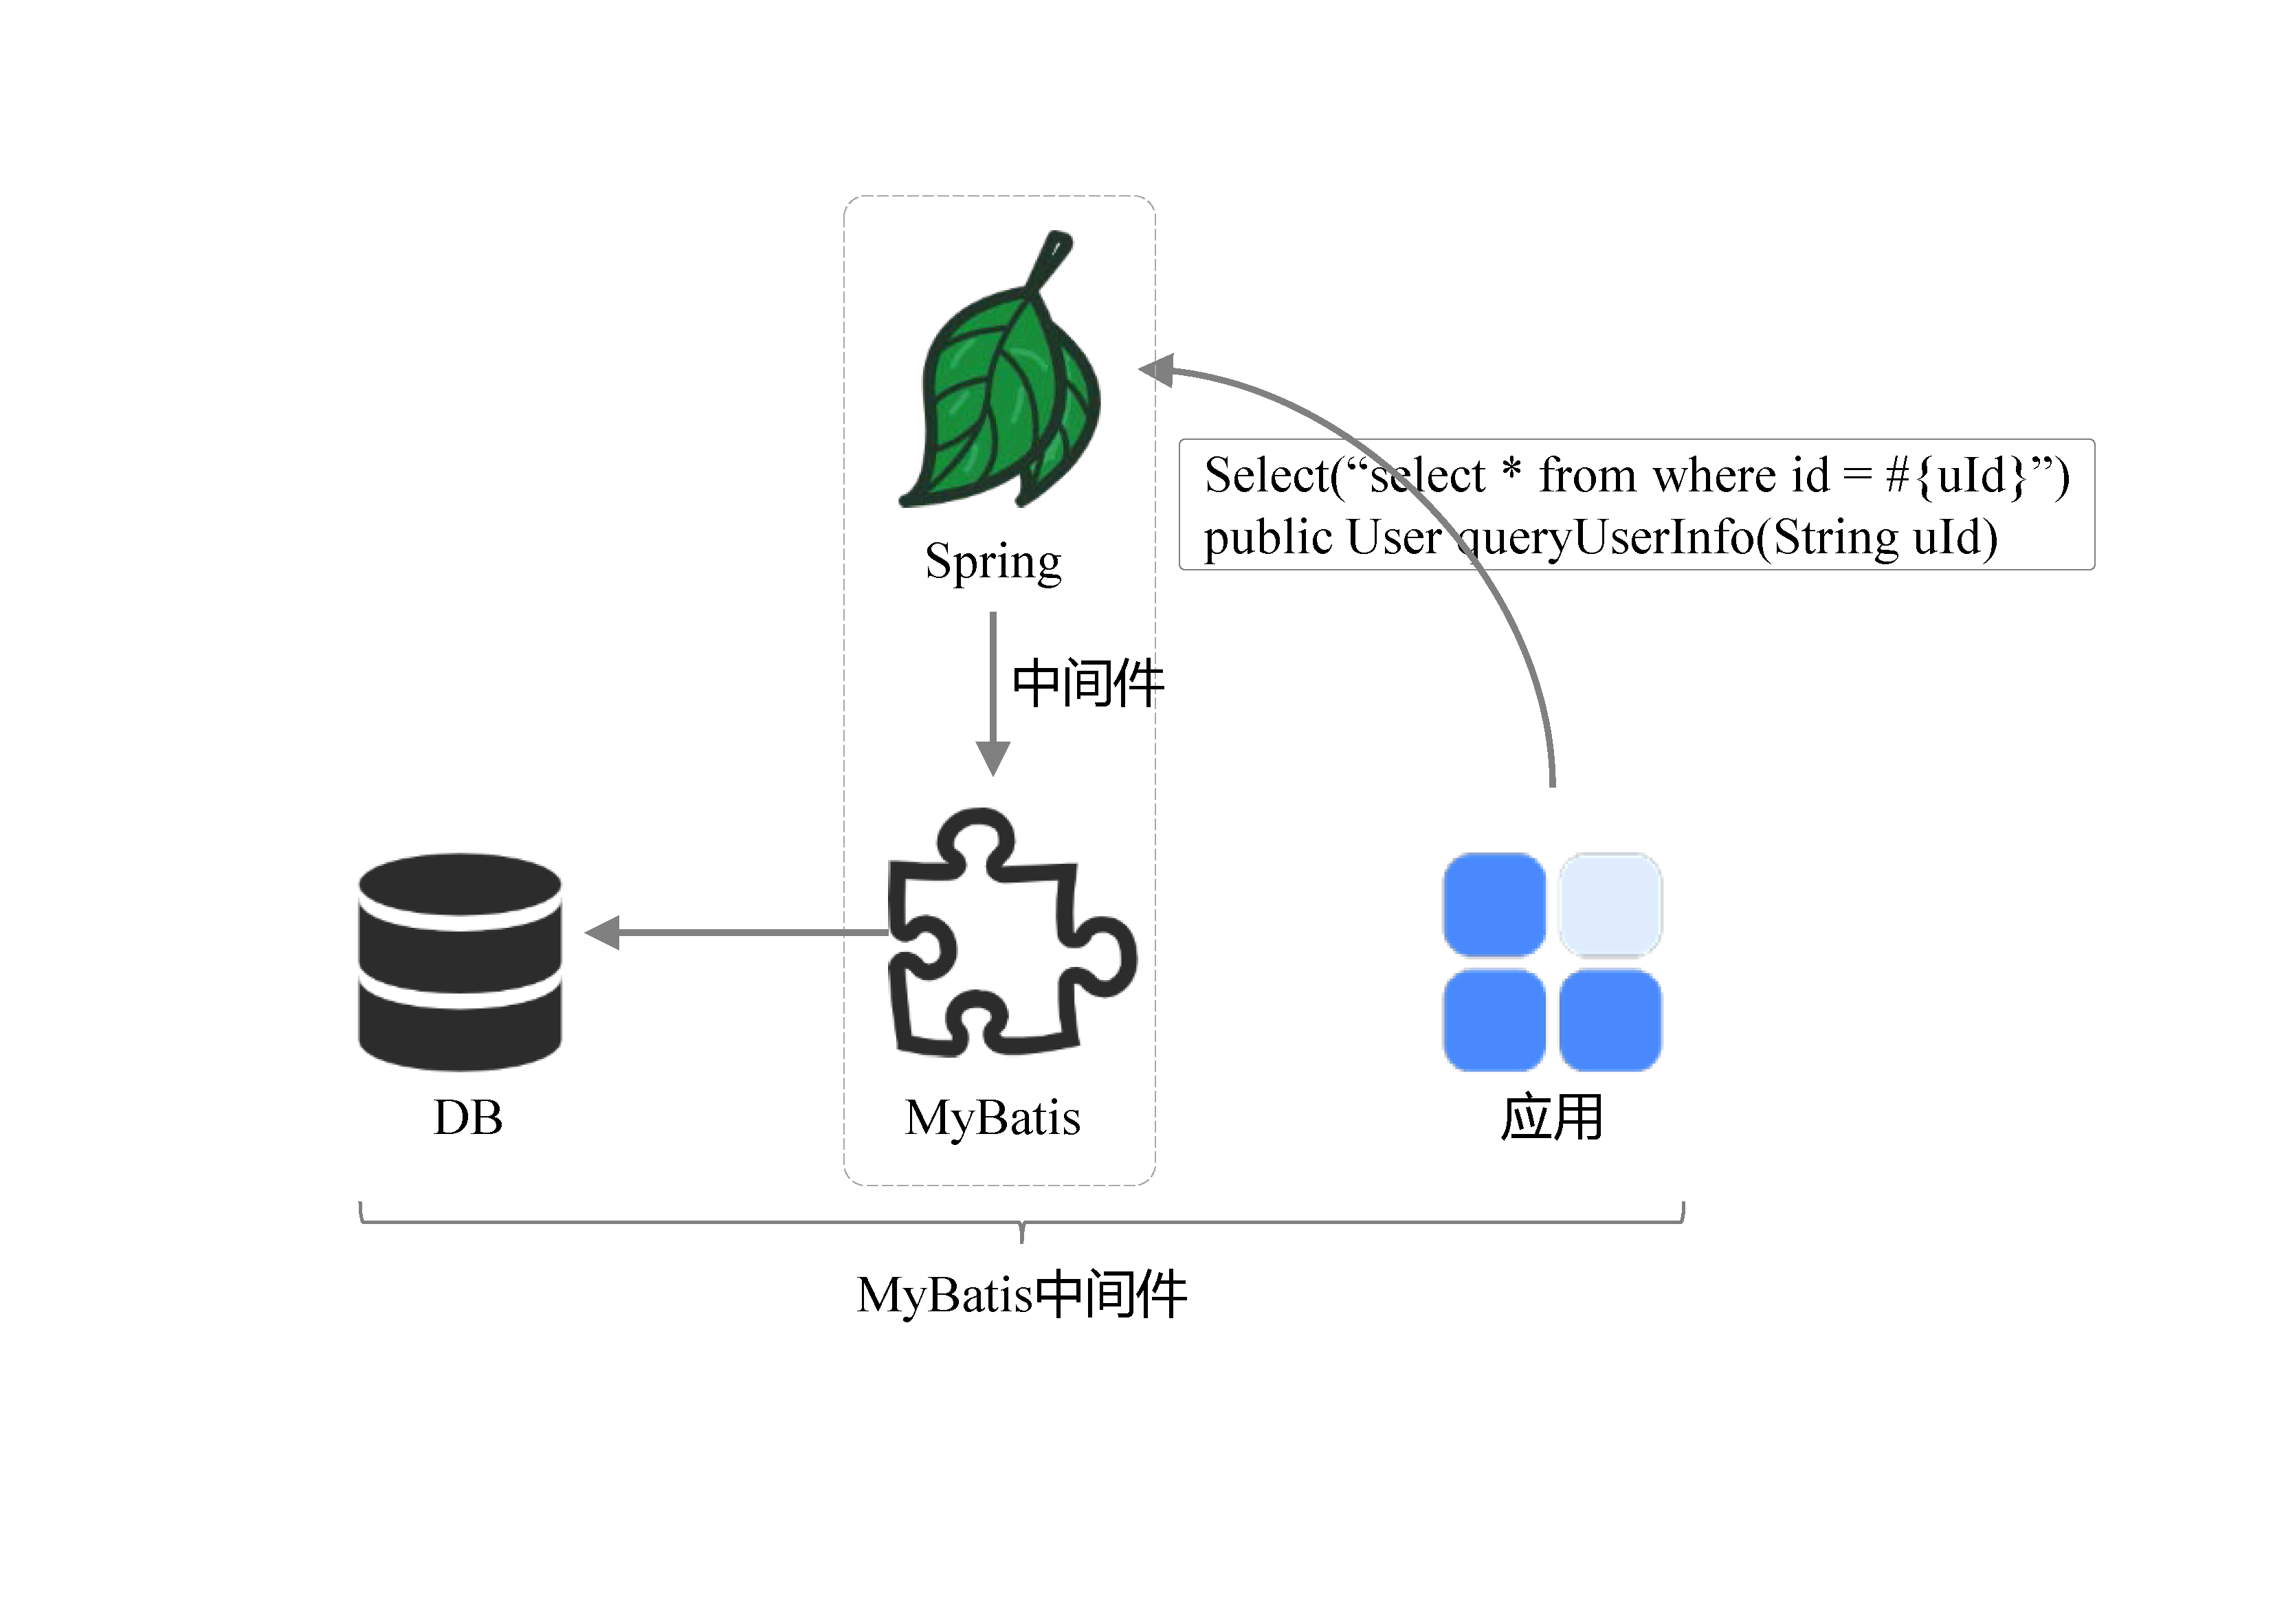 Select(“select * from where id = #{uId}”)
public User queryUserInfo(String uId)
Spring
中间件
DB
MyBatis
应用
MyBatis中间件